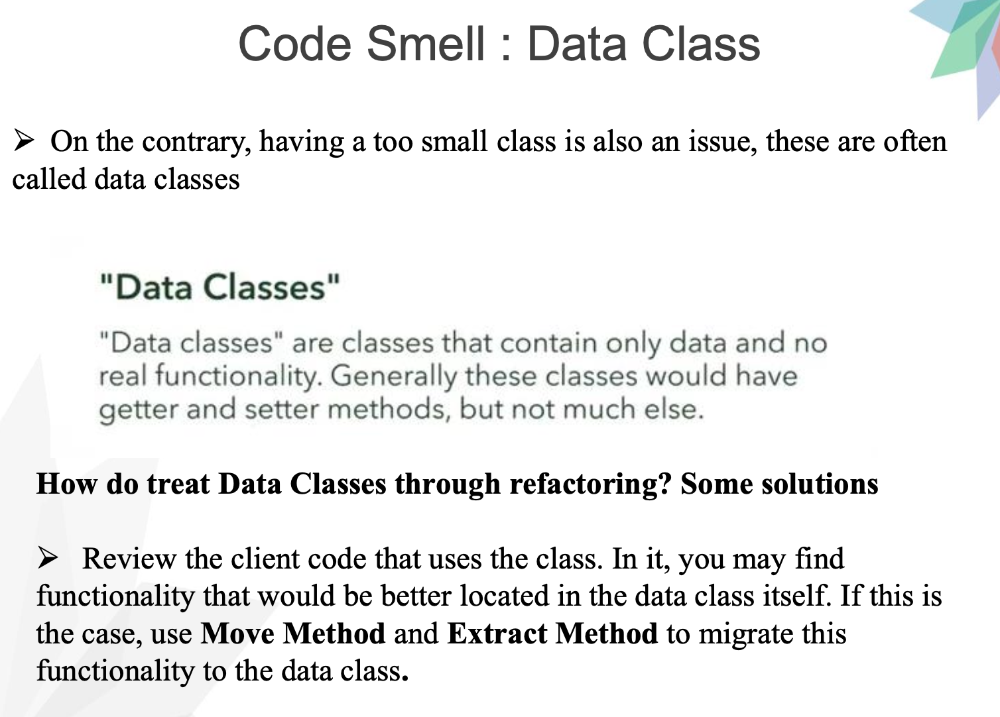 Code Smell : Data Class
➢ On the contrary, having a too small class is also an issue, these are often
called data classes
"Data Classes"
"Data classes" are classes that contain only data and no
real functionality. Generally these classes would have
getter and setter methods, but not much else.
How do treat Data Classes through refactoring? Some solutions
➢ Review the client code that uses the class. In it, you may find
functionality that would be better located in the data class itself. If this is
the case, use Move Method and Extract Method to migrate this
functionality to the data class.